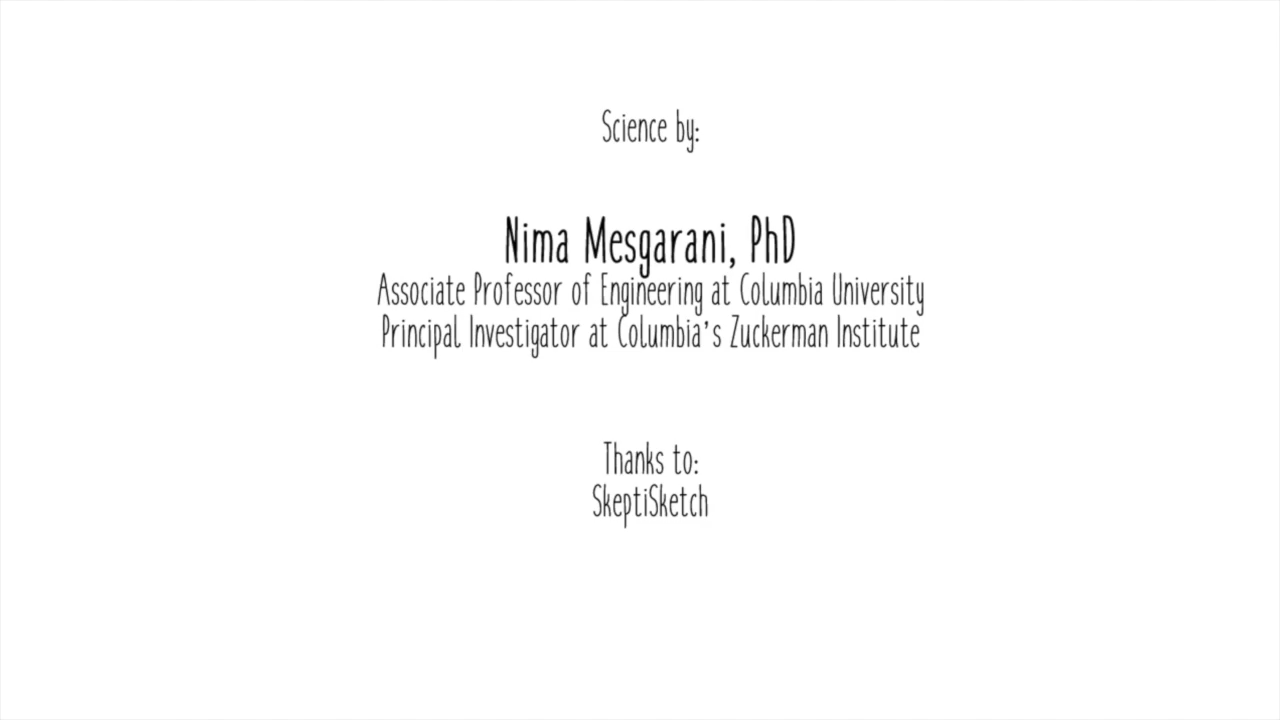 Science by:
Nima Mesgarani, PhD
Associate Professor of Engineering at Columbia University
Principal Investigator at Columbia's Zuckerman Institute
Thanks to:
SkeptiSketch